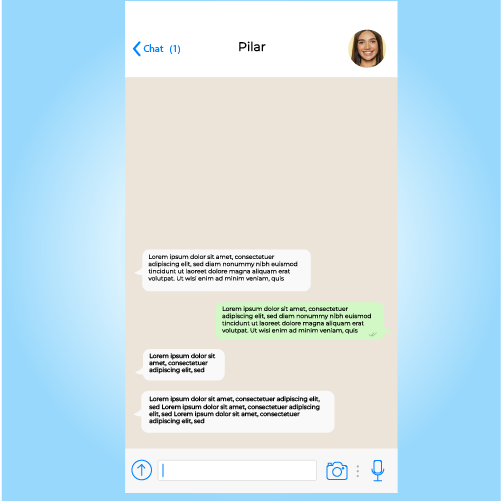 Chat (1)
Pilar
Lorem ipsum dolor sit amet, consectetuer
adipiscing elit, sed diam nonummy nibh euismod
tincidunt ut laoreet dolore magna aliquam erat
volutpat. Ut wisi enim ad minim veniam, quis
Lorem ipsum dolor sit amet, consectetuer
adipiscing elit, sed diam nonummy nibh euismod
tincidunt ut laoreet dolore magna aliquam erat
volutpat. Ut wisi enim ad minim veniam, quis
Lorem ipsum dolor sit
amet, consectetuer
adipiscing elit, sed
Lorem ipsum dolor sit amet, consectetuer adipiscing elit,
sed Lorem ipsum dolor sit amet, consectetuer adipiscing
elit, sed Lorem ipsum dolor sit amet, consectetuer
adipiscing elit, sed